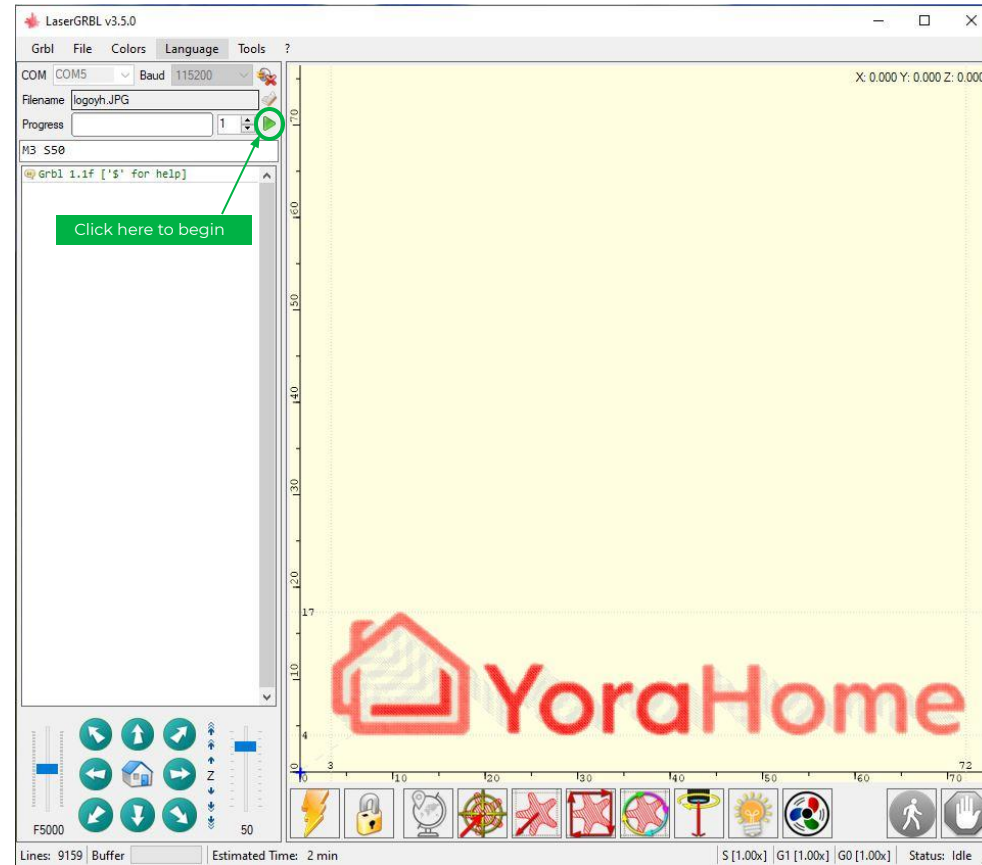 LaserGRBL v3.5.0
Grbl File Colors Language Tools ?
COM COM5 Baud 115200
Filename logoyh.JPG
Progress 1
M3 S50
Grbl 1.1f ['$' for help]
Click here to begin
X: 0.000 Y: 0.000 Z: 0.000
70
60
50
40
30
20
17
10
4
0
3
72
0 10 20 30 40 50 60 70
YoraHome
Z
F5000
50
Lines: 9159 Buffer Estimated Time: 2 min
S [1.00x] G1 [1.00x] G0 [1.00x] Status: Idle